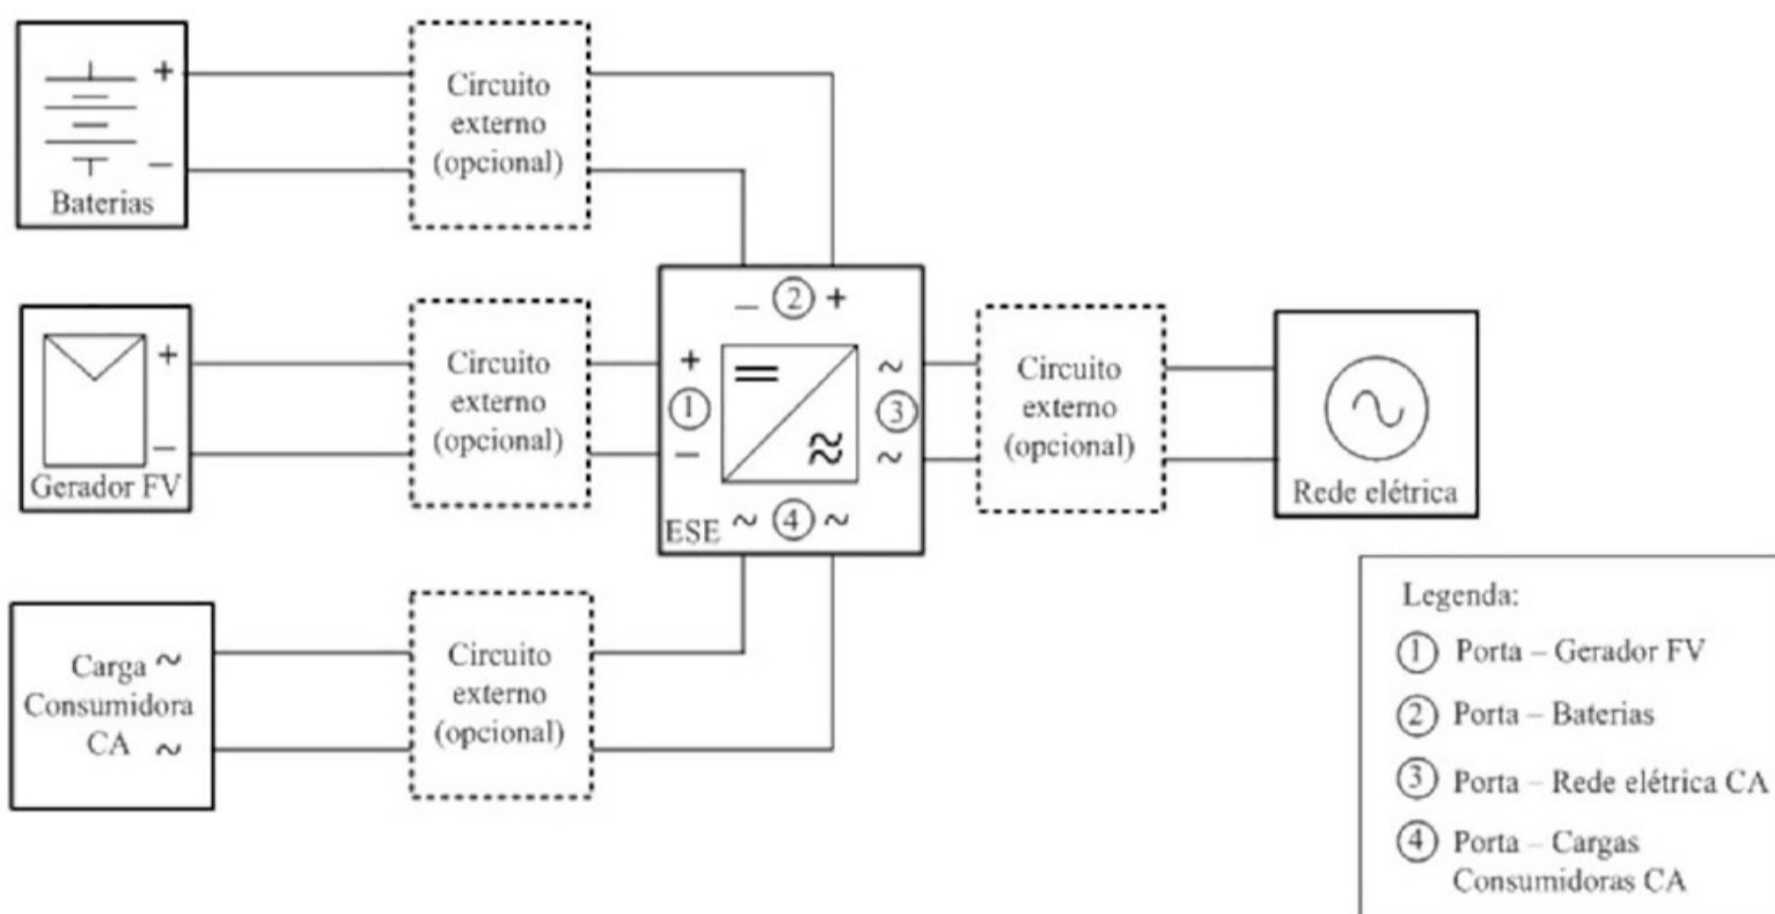 +
−
Baterias
Circuito
externo
(opcional)
− ② +
+
−
Gerador FV
Circuito
externo
(opcional)
+
①
−
~
③
~
ESE ~ ④ ~
Circuito
externo
(opcional)
Rede elétrica
Carga ~
Consumidora
CA ~
Circuito
externo
(opcional)
Legenda:
① Porta – Gerador FV
② Porta – Baterias
③ Porta – Rede elétrica CA
④ Porta – Cargas
Consumidoras CA